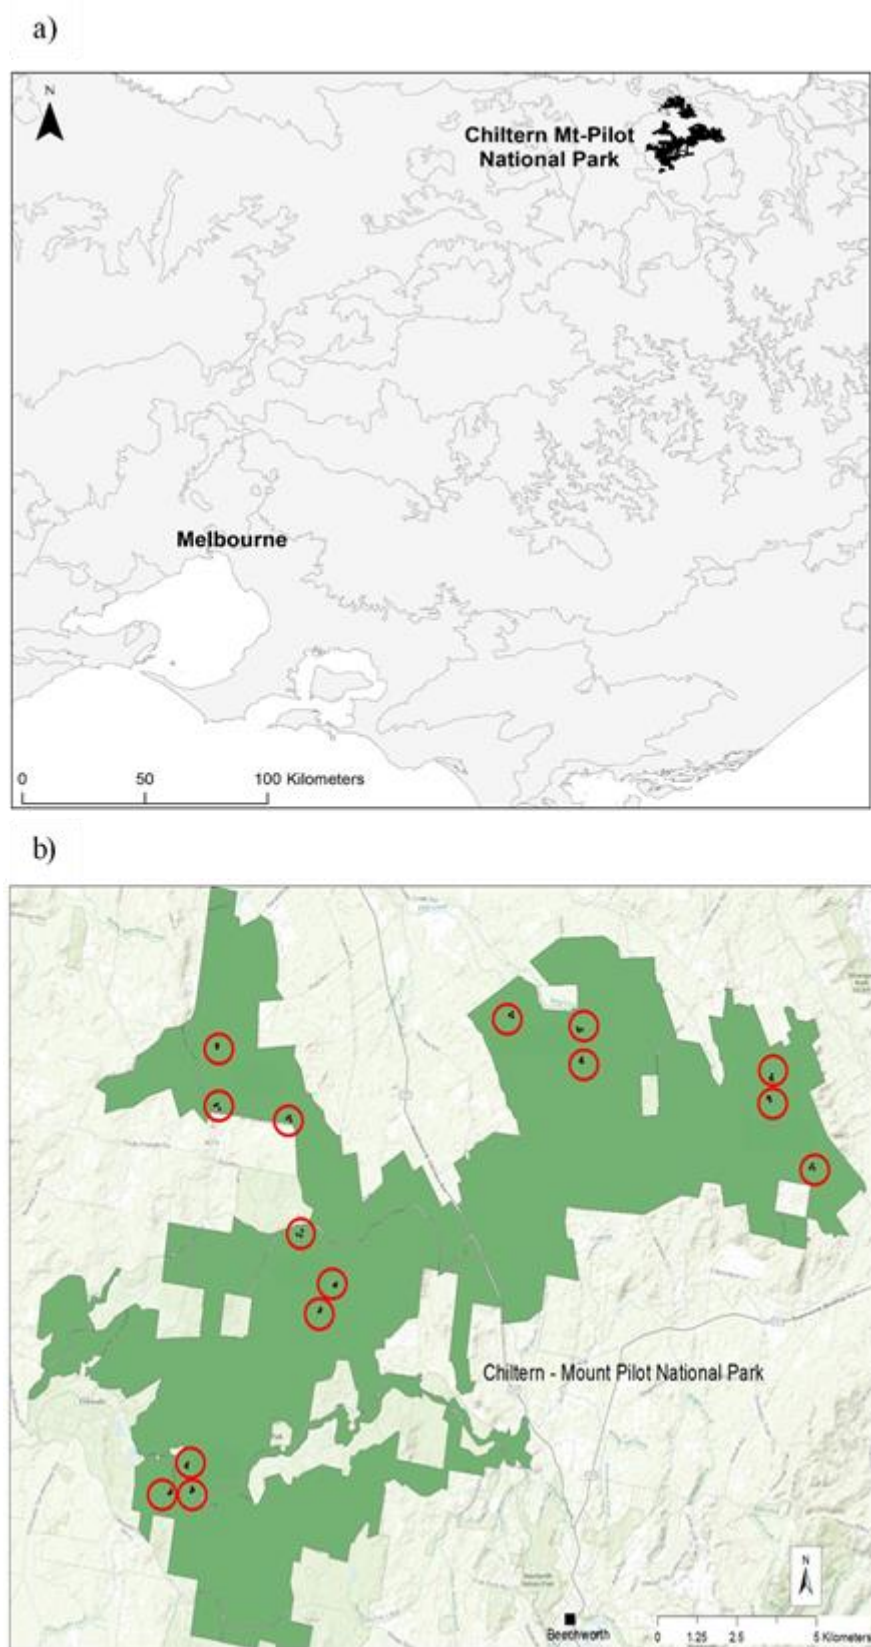 a)
N
Chiltern Mt-Pilot
National Park
Melbourne
0 50 100 Kilometers
b)
Chiltern - Mount Pilot National Park
N
Beechworth
0 1.25 2.5 5 Kilometers